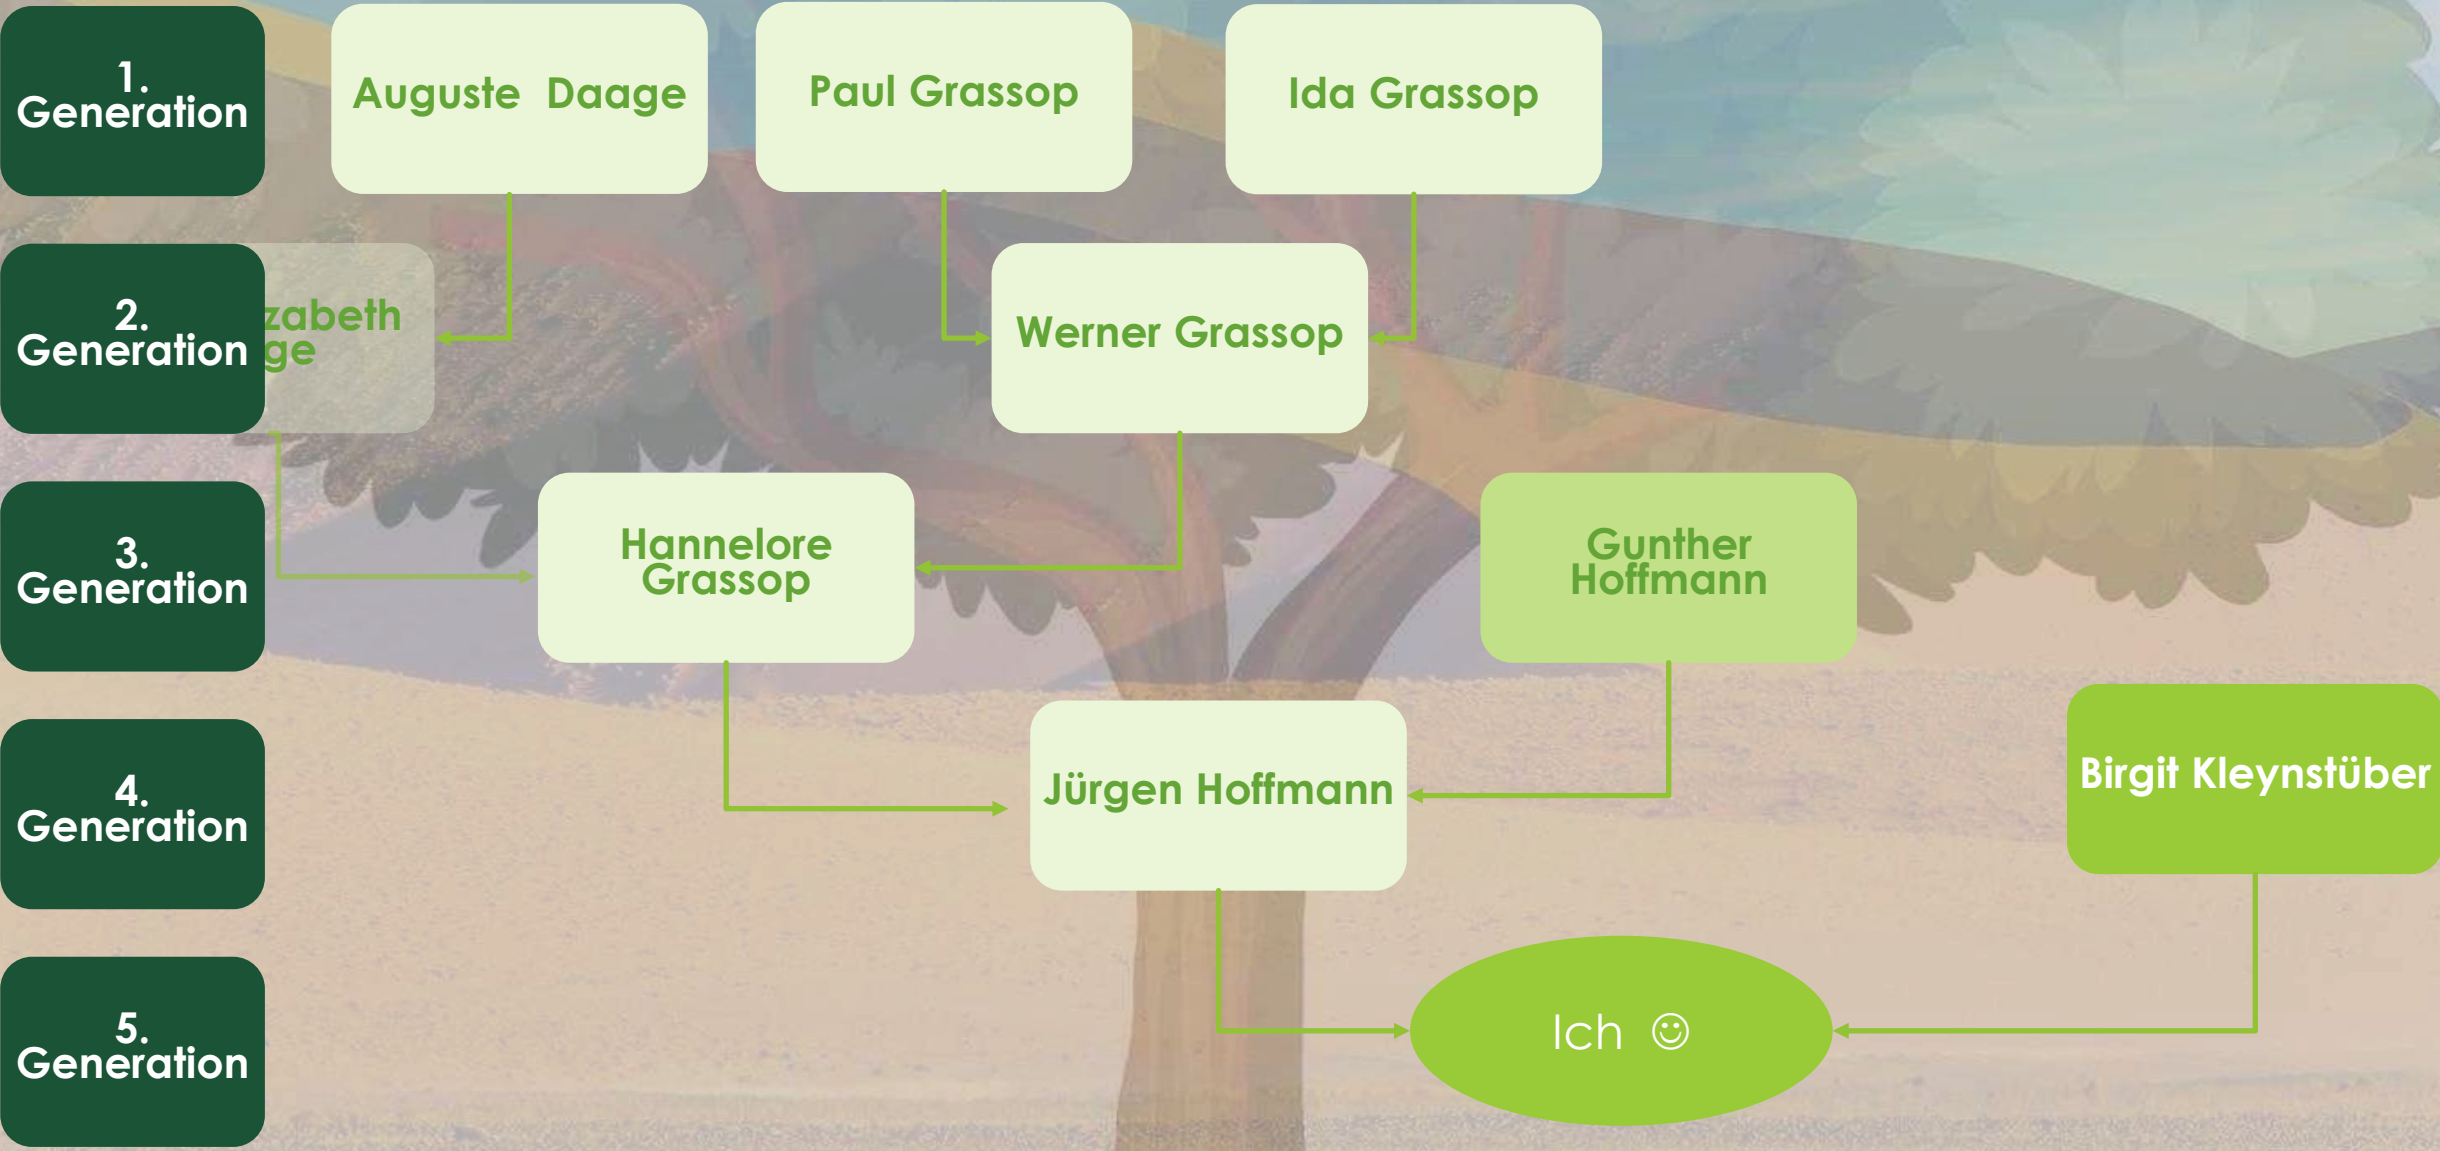 1.
Generation
Auguste Daage
Paul Grassop
Ida Grassop
2.
Generation
zabeth
ge
Werner Grassop
3.
Generation
Hannelore
Grassop
Gunther
Hoffmann
4.
Generation
Jürgen Hoffmann
Birgit Kleynstüber
5.
Generation
Ich ☺